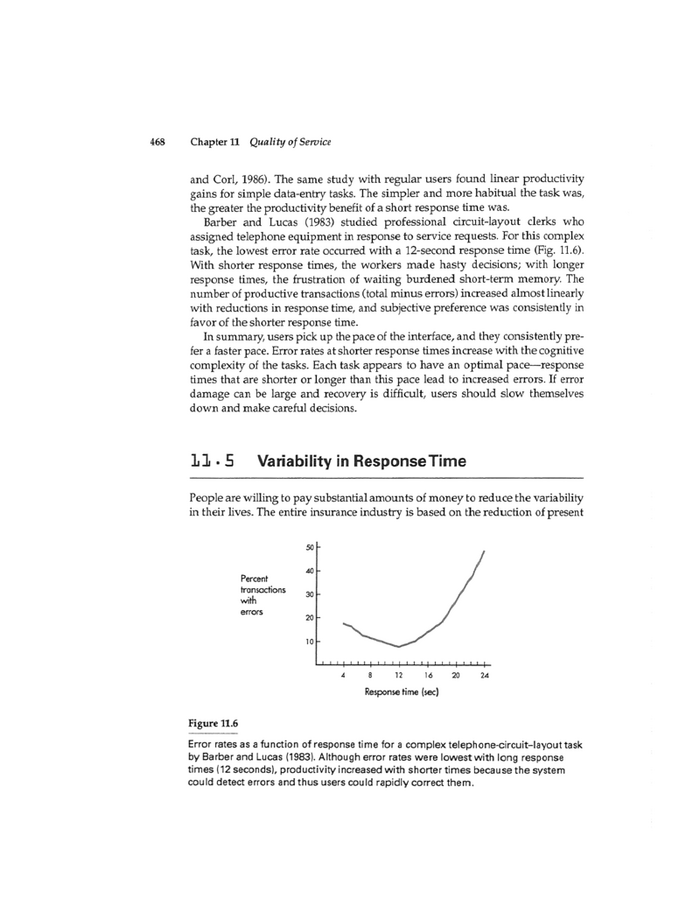 468 Chapter 11 Quality of Service
and Corl, 1986). The same study with regular users found linear productivity
gains for simple data-entry tasks. The simpler and more habitual the task was,
the greater the productivity benefit of a short response time was.
Barber and Lucas (1983) studied professional circuit-layout clerks who
assigned telephone equipment in response to service requests. For this complex
task, the lowest error rate occurred with a 12-second response time (Fig. 11.6).
With shorter response times, the workers made hasty decisions; with longer
response times, the frustration of waiting burdened short-term memory. The
number of productive transactions (total minus errors) increased almost linearly
with reductions in response time, and subjective preference was consistently in
favor of the shorter response time.
In summary, users pick up the pace of the interface, and they consistently pre-
fer a faster pace. Error rates at shorter response times increase with the cognitive
complexity of the tasks. Each task appears to have an optimal pace—response
times that are shorter or longer than this pace lead to increased errors. If error
damage can be large and recovery is difficult, users should slow themselves
down and make careful decisions.
11.5 Variability in Response Time
People are willing to pay substantial amounts of money to reduce the variability
in their lives. The entire insurance industry is based on the reduction of present
50
40
30
20
10
Percent
transactions
with
errors
4 8 12 16 20 24
Response time (sec)
Figure 11.6
Error rates as a function of response time for a complex telephone-circuit–layout task
by Barber and Lucas (1983). Although error rates were lowest with long response
times (12 seconds), productivity increased with shorter times because the system
could detect errors and thus users could rapidly correct them.